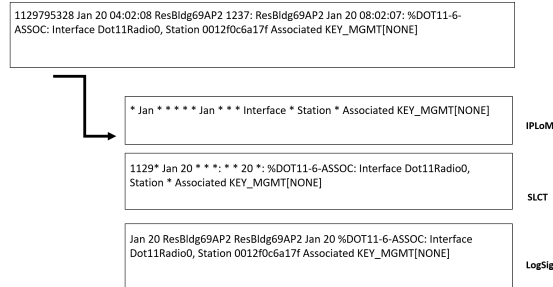 1129795328 Jan 20 04:02:08 ResBldg69AP2 1237: ResBldg69AP2 Jan 20 08:02:07: %DOT11-6-
ASSOC: Interface Dot11Radio0, Station 0012f0c6a17f Associated KEY_MGMT[NONE]
* Jan * * * * * Jan * * * Interface * Station * Associated KEY_MGMT[NONE]
IPLoM
1129* Jan 20 * * *: * * 20 *: %DOT11-6-ASSOC: Interface Dot11Radio0,
Station * Associated KEY_MGMT[NONE]
SLCT
Jan 20 ResBldg69AP2 ResBldg69AP2 Jan 20 %DOT11-6-ASSOC: Interface
Dot11Radio0, Station 0012f0c6a17f Associated KEY_MGMT[NONE]
LogSig